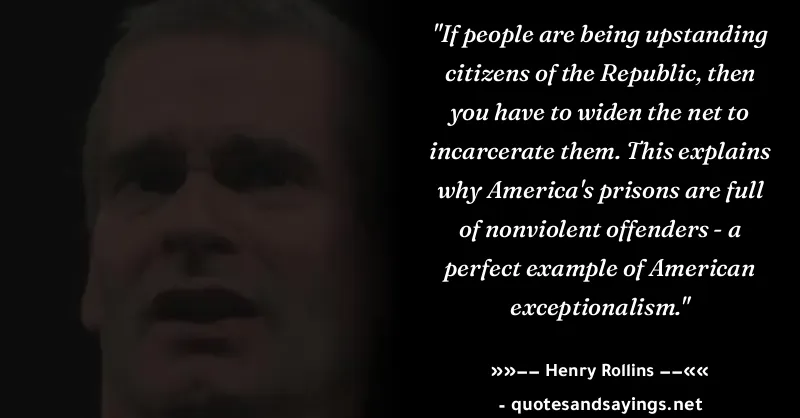 "If people are being upstanding
citizens of the Republic, then
you have to widen the net to
incarcerate them. This explains
why America's prisons are full
of nonviolent offenders - a
perfect example of American
exceptionalism."
»»–– Henry Rollins ––««
- quotesandsayings.net